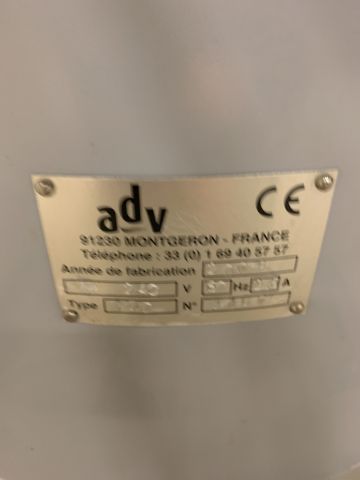 adv
CE
91230 MONTGERON - FRANCE
Téléphone : 33 (0) 1 69 40 57 57
Année de fabrication
V Hz A
Type N°